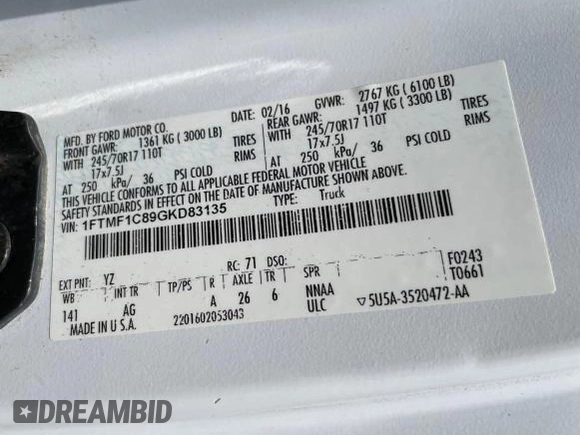 MFD. BY FORD MOTOR CO.
DATE: 02/16 GVWR: 2767 KG ( 6100 LB)
FRONT GAWR: 1361 KG ( 3000 LB) REAR GAWR: 1497 KG ( 3300 LB)
WITH 245/70R17 110T TIRES WITH 245/70R17 110T TIRES
17x7.5J RIMS 17x7.5J RIMS
AT 250 kPa/ 36 PSI COLD AT 250 kPa/ 36 PSI COLD
THIS VEHICLE CONFORMS TO ALL APPLICABLE FEDERAL MOTOR VEHICLE
SAFETY STANDARDS IN EFFECT ON THE DATE OF MANUFACTURE SHOWN ABOVE.
VIN: 1FTMF1C89GKD83135 TYPE: Truck
EXT PNT: YZ RC: 71 DSO: F0243
WB INT TR TP/PS R AXLE TR SPR T0661
141 AG A 26 6 NNAA
MADE IN U.S.A. 2201602053043 ULC ▽5U5A-3520472-AA
DREAMBID